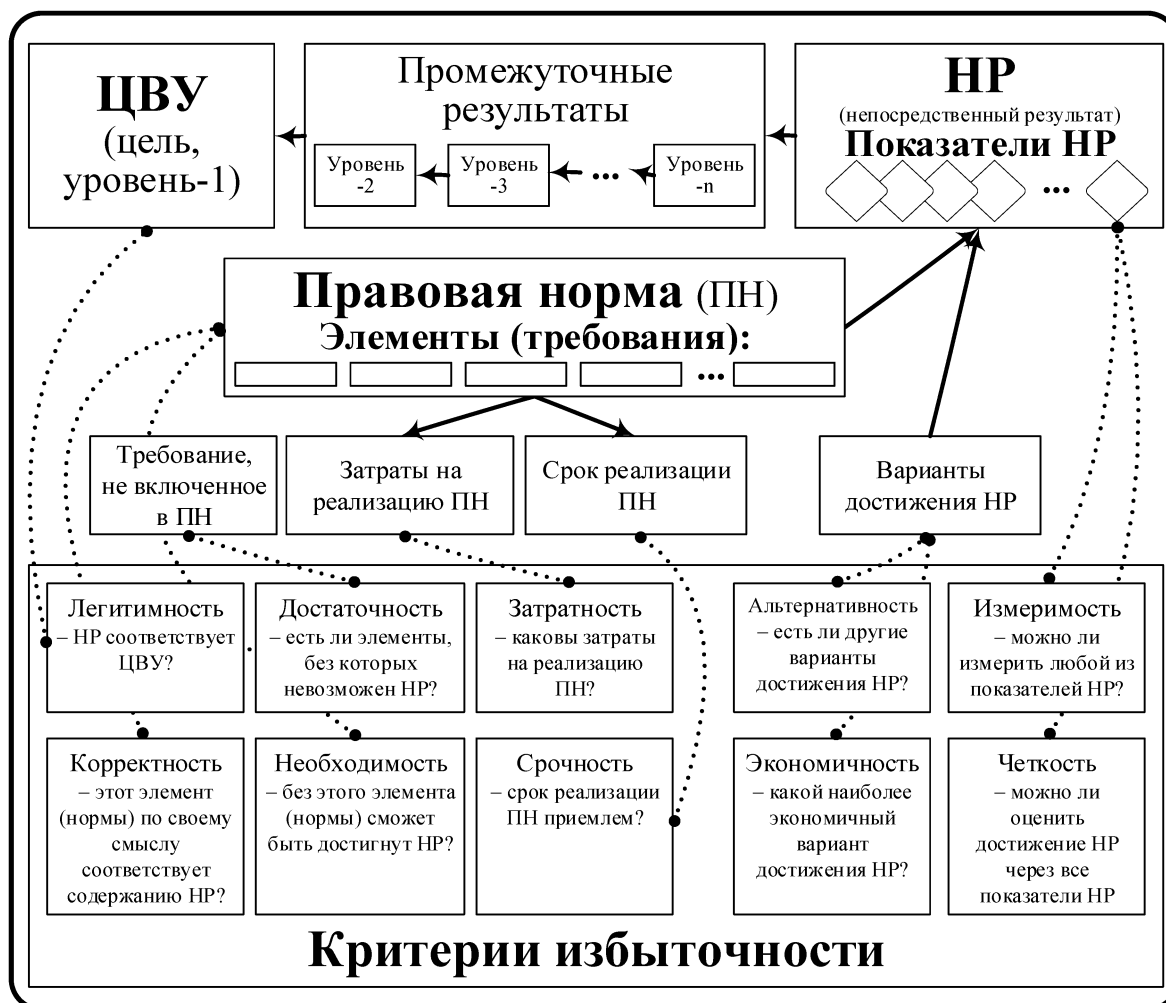 ЦВУ
(цель,
уровень-1)
Промежуточные
результаты
Уровень
-2
Уровень
-3
...
Уровень
-n
НР
(непосредственный результат)
Показатели НР
...
Правовая норма (ПН)
Элементы (требования):
...
Требование,
не включенное
в ПН
Затраты на
реализацию ПН
Срок реализации
ПН
Варианты
достижения НР
Легитимность
– НР соответствует
ЦВУ?
Достаточность
– есть ли элементы,
без которых
невозможен НР?
Затратность
– каковы затраты
на реализацию
ПН?
Альтернативность
– есть ли другие
варианты
достижения НР?
Измеримость
– можно ли
измерить любой из
показателей НР?
Корректность
– этот элемент
(нормы) по своему
смыслу
соответствует
содержанию НР?
Необходимость
– без этого элемента
(нормы) сможет
быть достигнут НР?
Срочность
– срок реализации
ПН приемлем?
Экономичность
– какой наиболее
экономичный
вариант
достижения НР?
Четкость
– можно ли
оценить
достижение НР
через все
показатели НР
Критерии избыточности